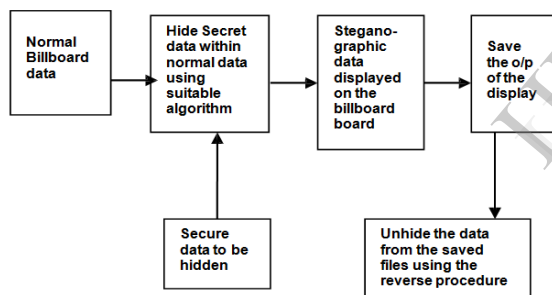 Normal
Billboard
data
Hide Secret
data within
normal data
using
suitable
algorithm
Stegano-
graphic
data
displayed
on the
billboard
board
Save
the o/p
of the
display
Secure
data to be
hidden
Unhide the data
from the saved
files using the
reverse procedure